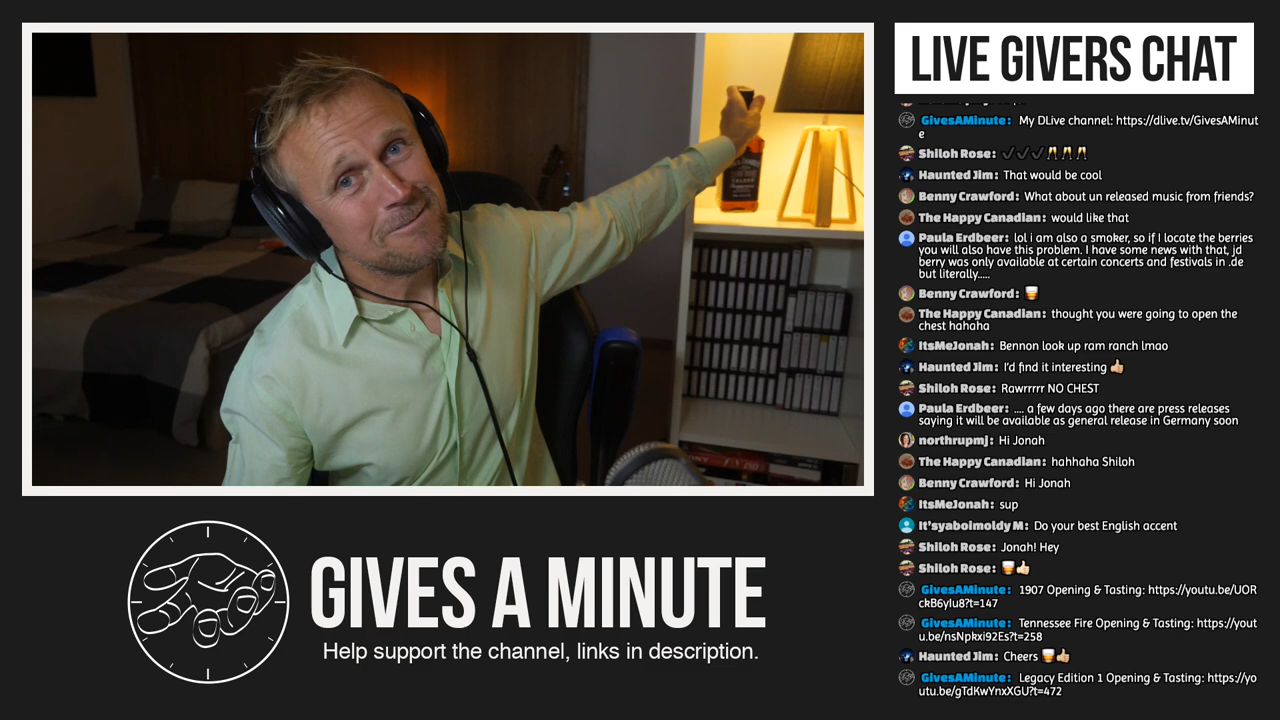 LIVE GIVERS CHAT
GivesAMinute: My DLive channel: https://dlive.tv/GivesAMinut
e
Shiloh Rose: ✓✓✓🥂🥂🥂
Haunted Jim: That would be cool
Benny Crawford: What about un released music from friends?
The Happy Canadian: would like that
Paula Erdbeer: lol i am also a smoker, so if I locate the berries
you will also have this problem. I have some news with that, jd
berry was only available at certain concerts and festivals in .de
but literally.....
Benny Crawford: 🥃
The Happy Canadian: thought you were going to open the
chest hahaha
ItsMeJonah: Bennon look up ram ranch lmao
Haunted Jim: I'd find it interesting 👍🏼
Shiloh Rose: Rawrrrrr NO CHEST
Paula Erdbeer: .... a few days ago there are press releases
saying it will be available as general release in Germany soon
northrupmj: Hi Jonah
The Happy Canadian: hahhaha Shiloh
Benny Crawford: Hi Jonah
ItsMeJonah: sup
It'syaboimoldy M: Do your best English accent
Shiloh Rose: Jonah! Hey
Shiloh Rose: 🥃👍🏼
GivesAMinute: 1907 Opening & Tasting: https://youtu.be/UOR
ckB6yIu8?t=147
GivesAMinute: Tennessee Fire Opening & Tasting: https://yout
u.be/nsNpkxi92Es?t=258
Haunted Jim: Cheers 🥃👍🏼
GivesAMinute: Legacy Edition 1 Opening & Tasting: https://yo
utu.be/gTdKwYnxXGU?t=472
GIVES A MINUTE
Help support the channel, links in description.